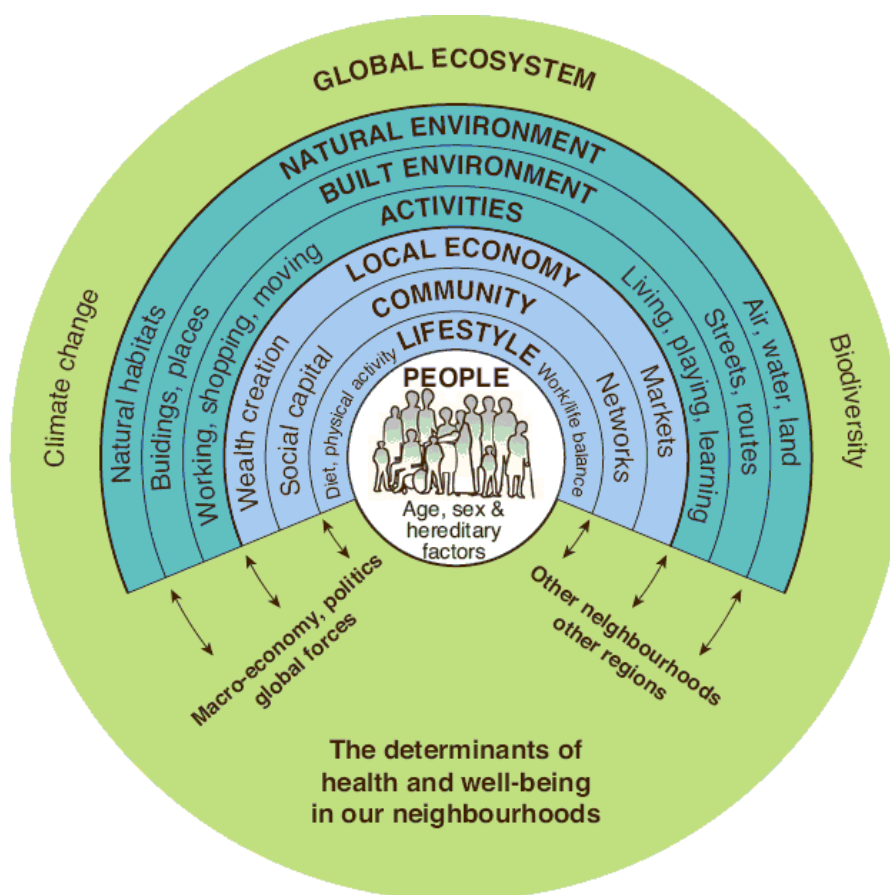 GLOBAL ECOSYSTEM
NATURAL ENVIRONMENT
BUILT ENVIRONMENT
ACTIVITIES
LOCAL ECONOMY
COMMUNITY
LIFESTYLE
PEOPLE
Age, sex &
hereditary
factors
Climate change
Natural habitats
Buidings, places
Working, shopping, moving
Wealth creation
Social capital
Diet, physical activity
Work/life balance
Networks
Markets
Living, playing, learning
Streets, routes
Air, water, land
Biodiversity
Macro-economy, politics
global forces
Other neighbourhoods
other regions
The determinants of
health and well-being
in our neighbourhoods